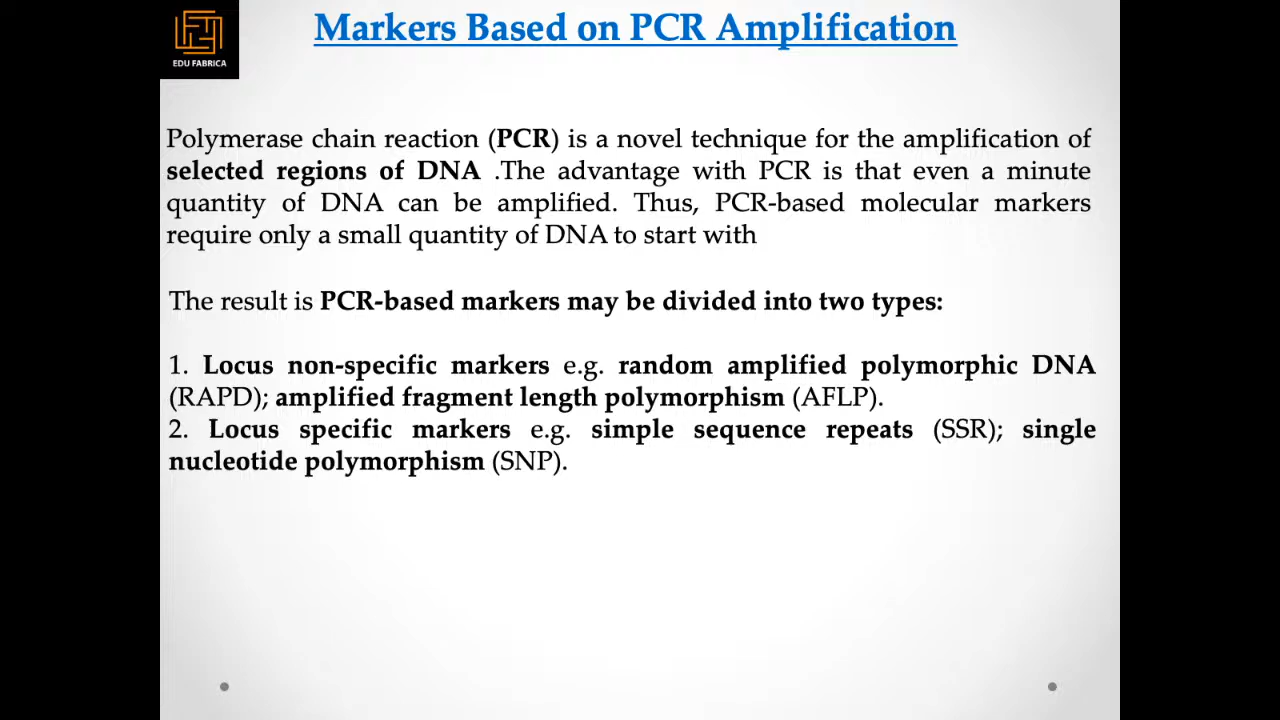 Markers Based on PCR Amplification
EDU FABRICA
Polymerase chain reaction (PCR) is a novel technique for the amplification of
selected regions of DNA .The advantage with PCR is that even a minute
quantity of DNA can be amplified. Thus, PCR-based molecular markers
require only a small quantity of DNA to start with
The result is PCR-based markers may be divided into two types:
1. Locus non-specific markers e.g. random amplified polymorphic DNA
(RAPD); amplified fragment length polymorphism (AFLP).
2. Locus specific markers e.g. simple sequence repeats (SSR); single
nucleotide polymorphism (SNP).